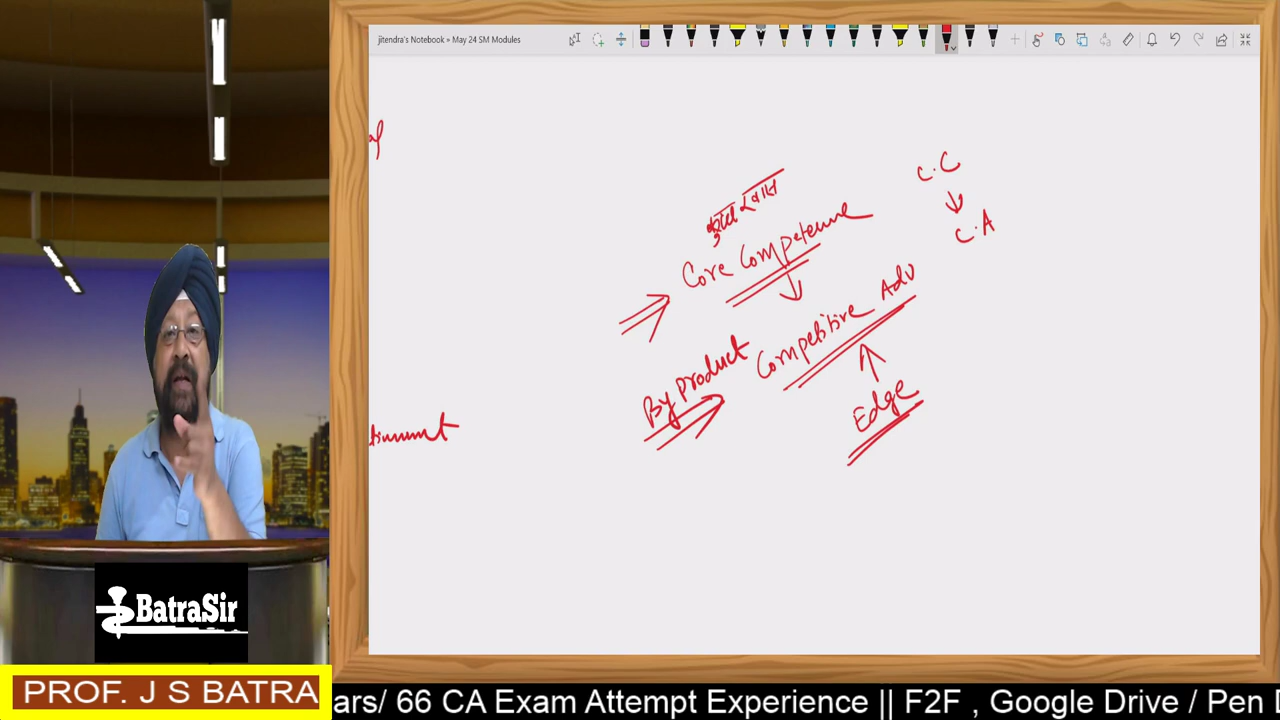 jitendra's Notebook » May 24 SM Modules
C.C
C.A
Core Competence
Competitive Adv
By Product
Edge
BatraSir
PROF. J S BATRA
ars/ 66 CA Exam Attempt Experience || F2F , Google Drive / Pen D